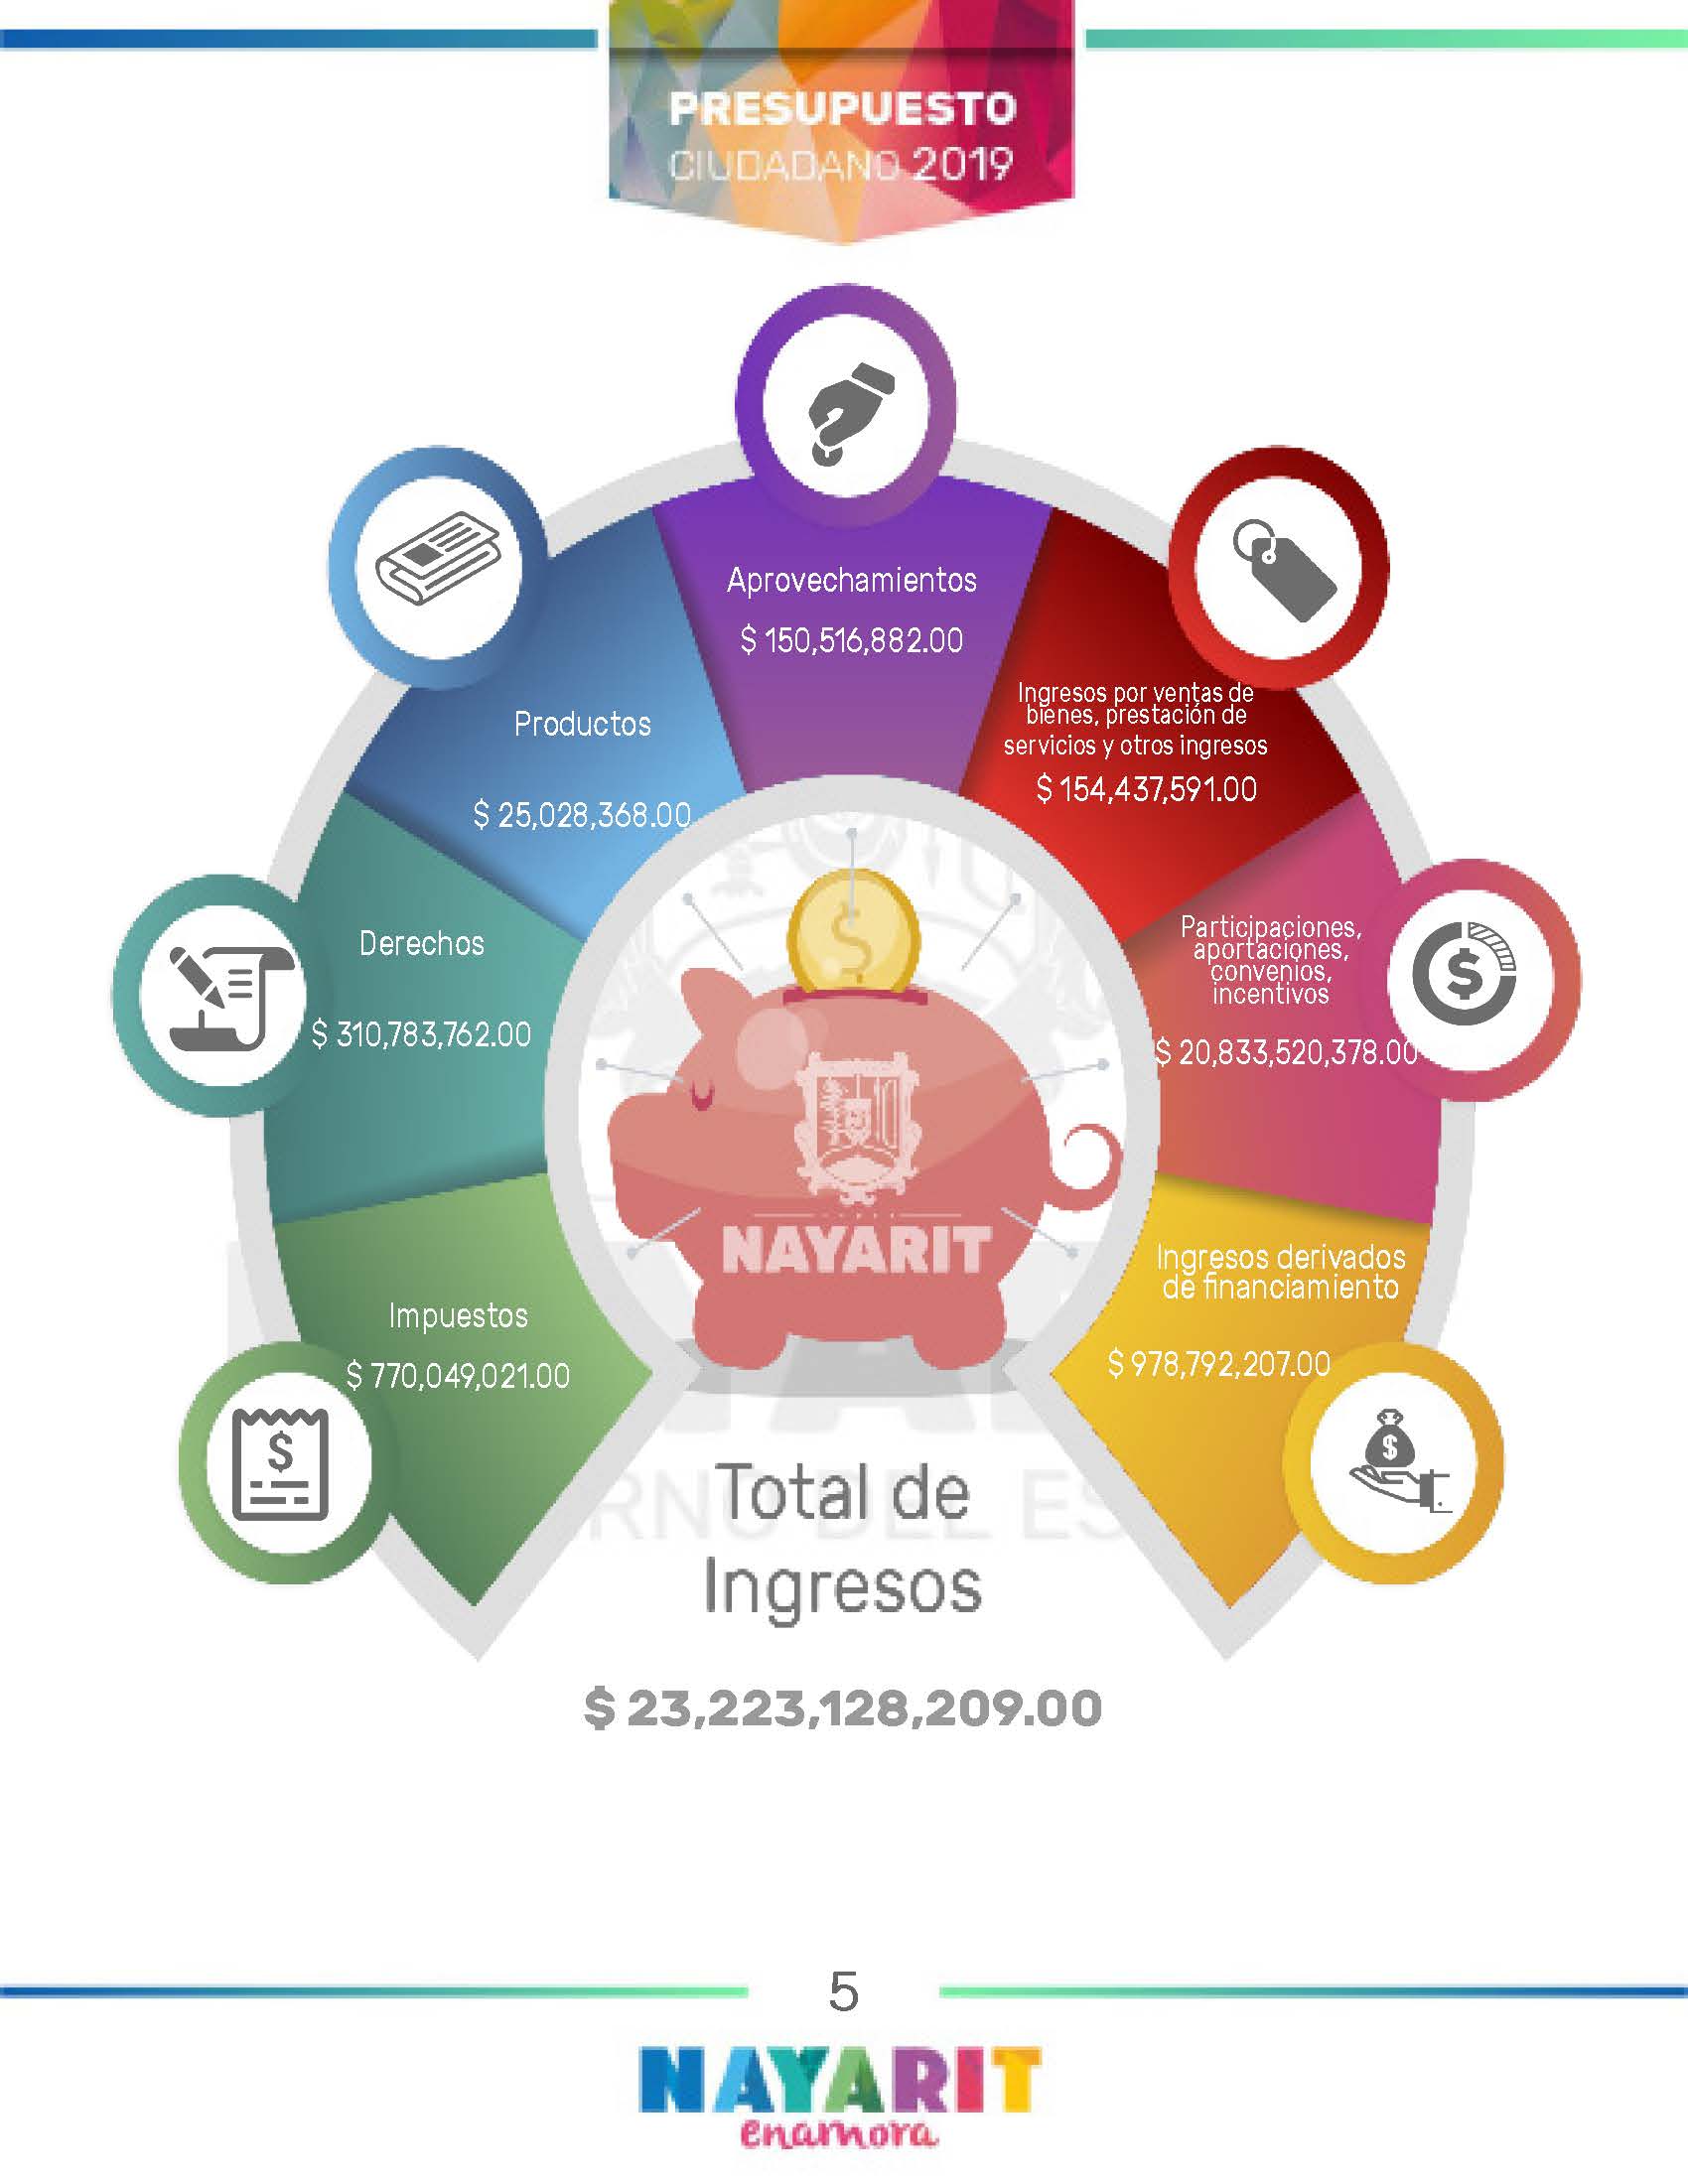 PRESUPUESTO
CIUDADANO 2019
Aprovechamientos
$ 150,516,882.00
Productos
$ 25,028,368.00
Ingresos por ventas de
bienes, prestación de
servicios y otros ingresos
$ 154,437,591.00
Derechos
$ 310,783,762.00
Participaciones,
aportaciones,
convenios,
incentivos
$ 20,833,520,378.00
NAYARIT
Impuestos
$ 770,049,021.00
Ingresos derivados
de financiamiento
$ 978,792,207.00
Total de
Ingresos
$ 23,223,128,209.00
5
NAYARIT
enamora